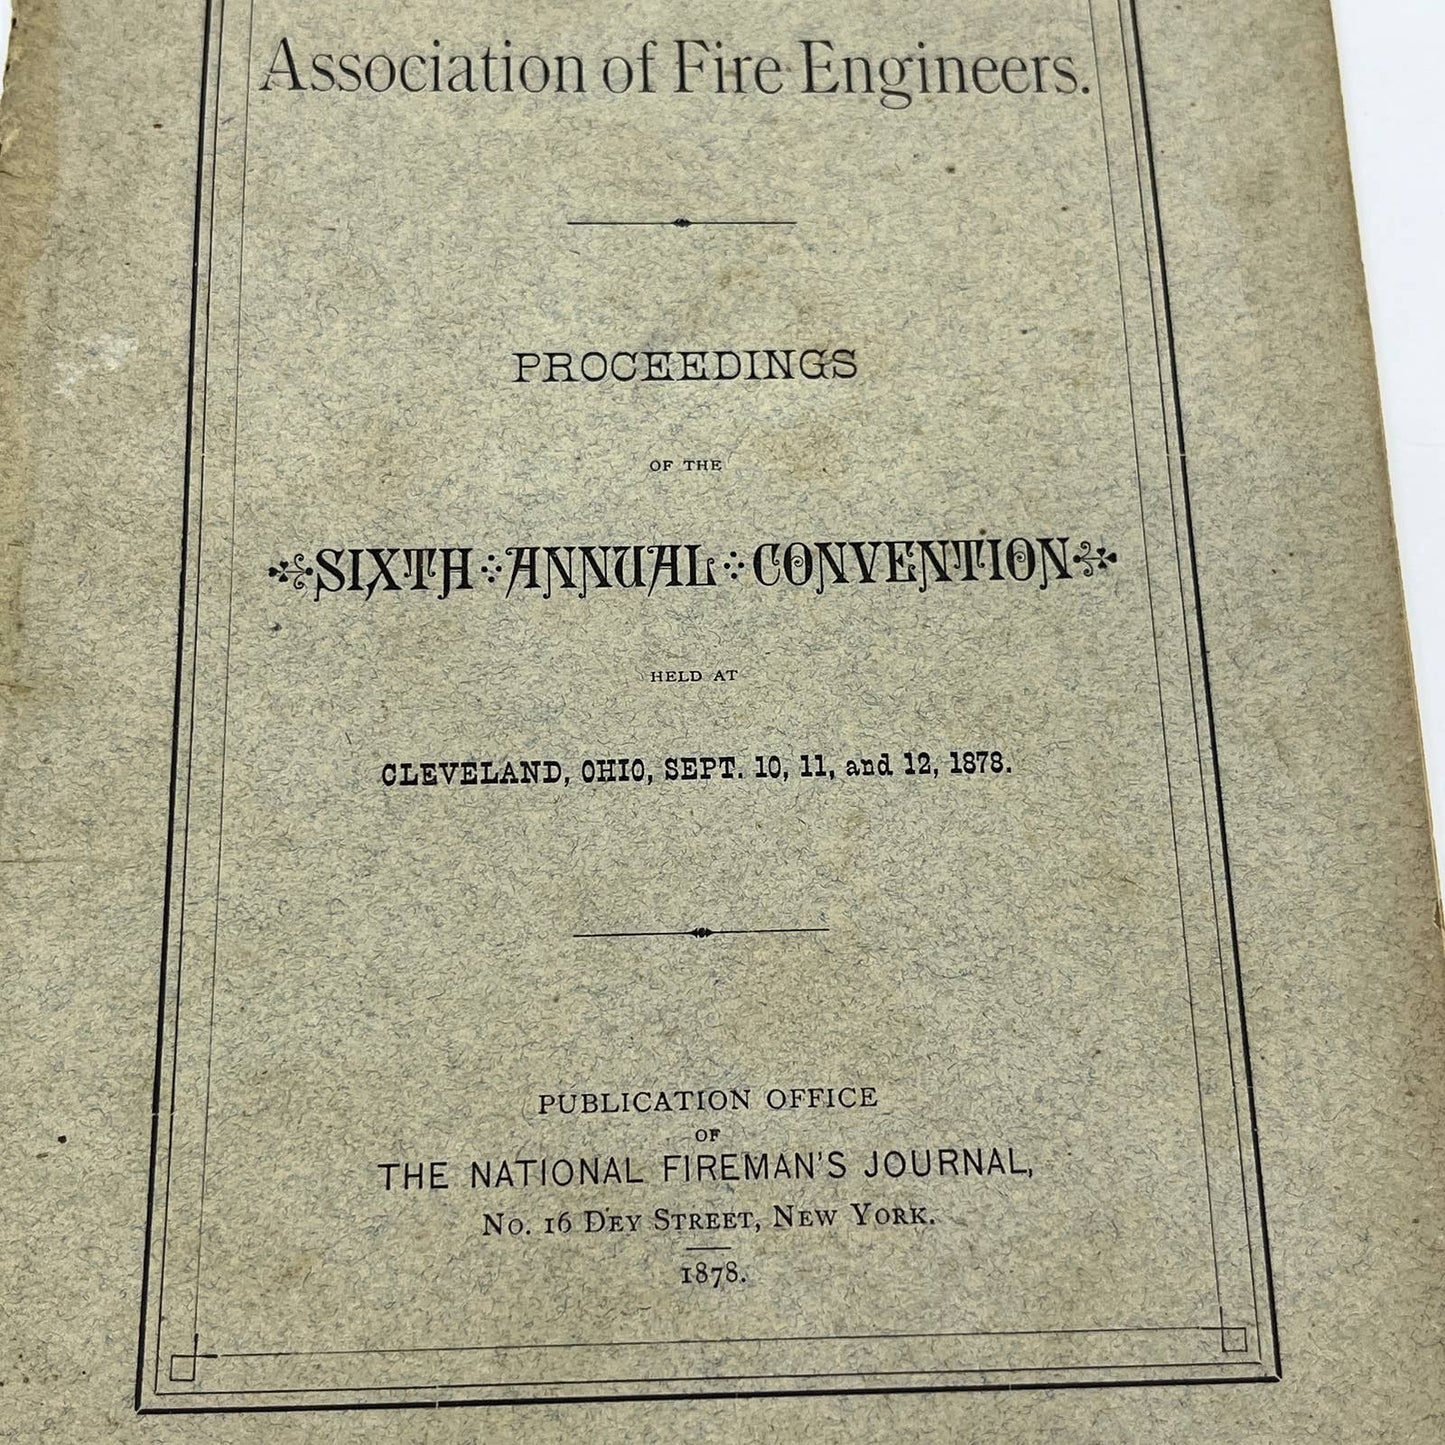 Association of Fire Engineers.
PROCEEDINGS
OF THE
SIXTH ANNUAL CONVENTION
HELD AT
CLEVELAND, OHIO, SEPT. 10, 11, and 12, 1878.
PUBLICATION OFFICE
OF
THE NATIONAL FIREMAN'S JOURNAL,
No. 16 Dey Street, New York.
1878.